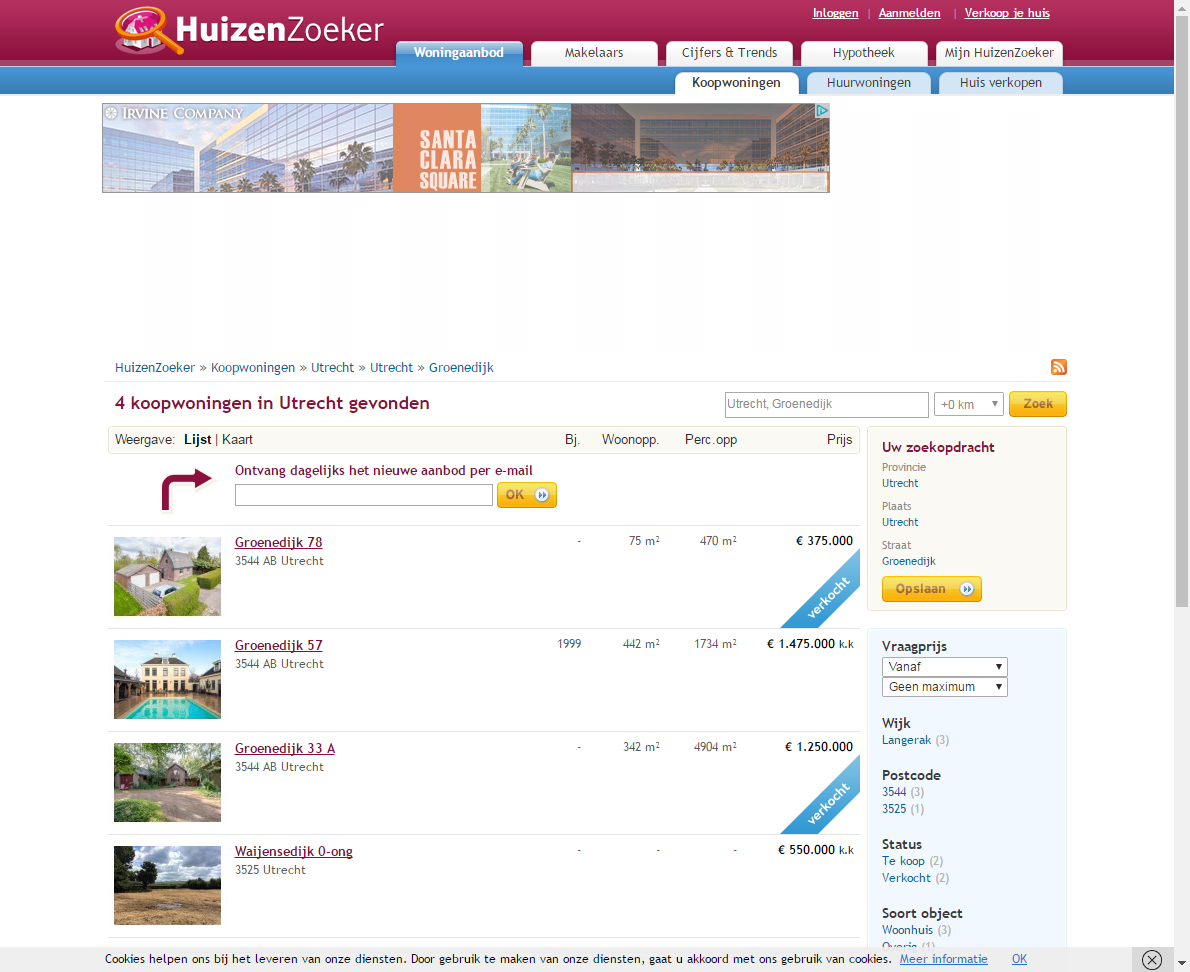 Inloggen | Aanmelden | Verkoop je huis
HuizenZoeker
Woningaanbod Makelaars Cijfers & Trends Hypotheek Mijn HuizenZoeker
Koopwoningen Huurwoningen Huis verkopen
IRVINE COMPANY
SANTA
CLARA
SQUARE
HuizenZoeker » Koopwoningen » Utrecht » Utrecht » Groenedijk
4 koopwoningen in Utrecht gevonden
Utrecht, Groenedijk +0 km Zoek
Weergave: Lijst | Kaart Bj. Woonopp. Perc.opp Prijs
Ontvang dagelijks het nieuwe aanbod per e-mail
OK
Groenedijk 78 - 75 m² 470 m² € 375.000
3544 AB Utrecht
verkocht
Groenedijk 57 1999 442 m² 1734 m² € 1.475.000 k.k
3544 AB Utrecht
Groenedijk 33 A - 342 m² 4904 m² € 1.250.000
3544 AB Utrecht
verkocht
Waijensedijk 0-ong - - - € 550.000 k.k
3525 Utrecht
Uw zoekopdracht
Provincie
Utrecht
Plaats
Utrecht
Straat
Groenedijk
Opslaan
Vraagprijs
Vanaf
Geen maximum
Wijk
Langerak (3)
Postcode
3544 (3)
3525 (1)
Status
Te koop (2)
Verkocht (2)
Soort object
Woonhuis (3)
Overig (1)
Cookies helpen ons bij het leveren van onze diensten. Door gebruik te maken van onze diensten, gaat u akkoord met ons gebruik van cookies. Meer informatie OK